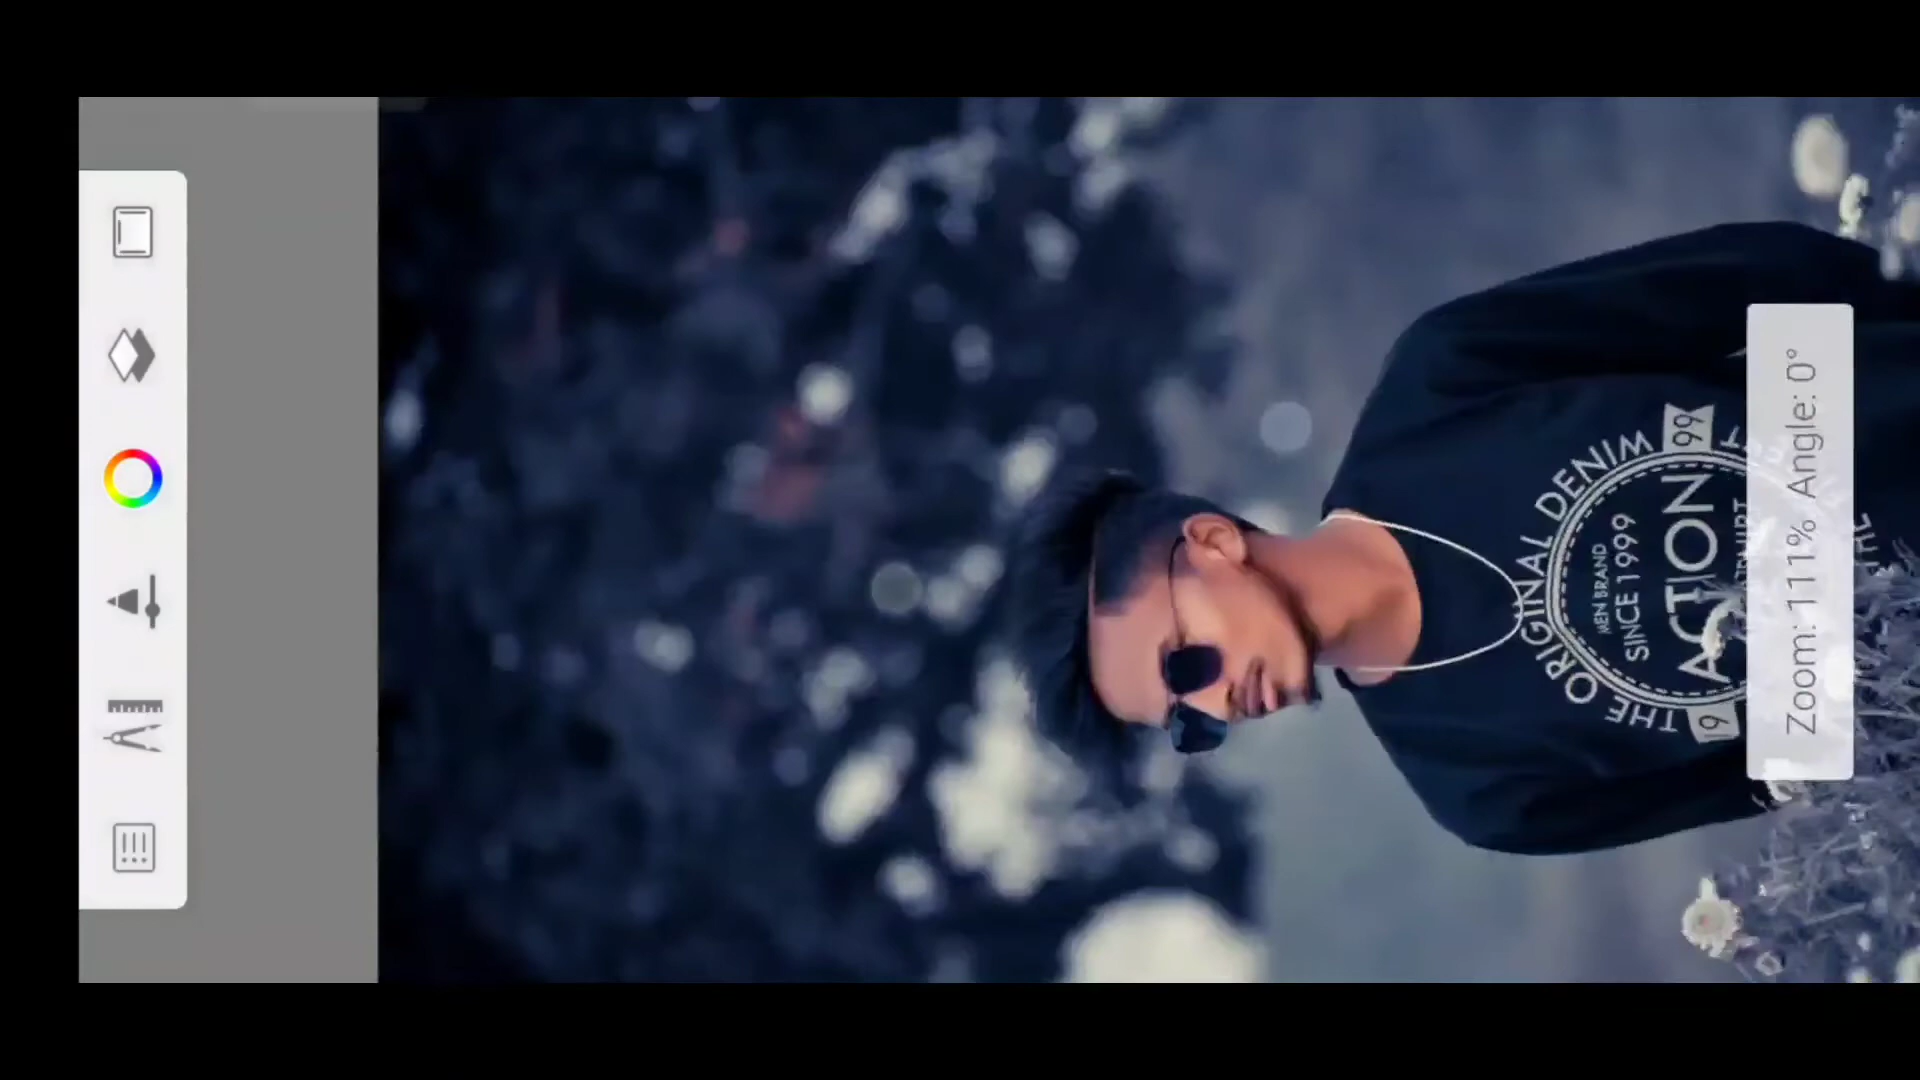 Zoom: 111% Angle: 0°
THE ORIGINAL DENIM
MEN BRAND
SINCE 1999
ACTION
19
99